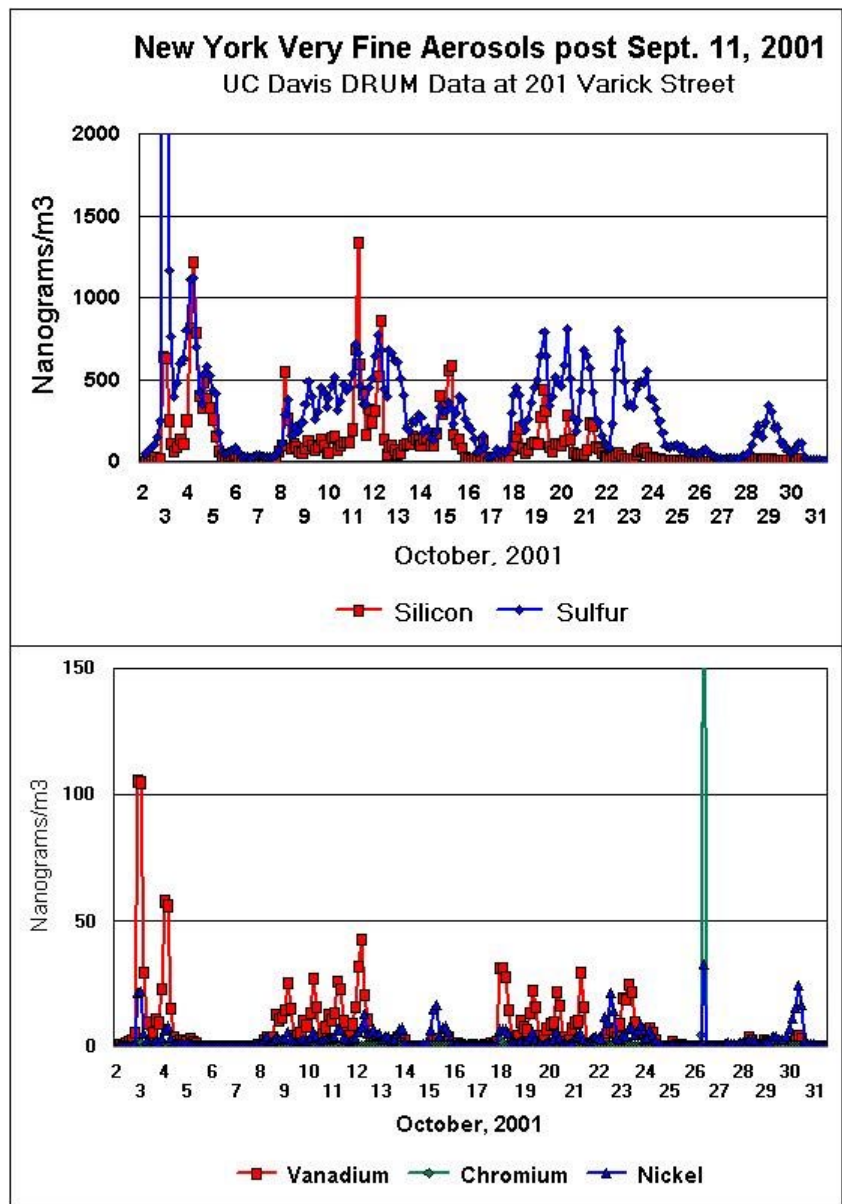 New York Very Fine Aerosols post Sept. 11, 2001
UC Davis DRUM Data at 201 Varick Street
Nanograms/m3
2000
1500
1000
500
0
2 4 6 8 10 12 14 16 18 20 22 24 26 28 30
3 5 7 9 11 13 15 17 19 21 23 25 27 29 31
October, 2001
Silicon Sulfur
Nanograms/m3
150
100
50
0
2 4 6 8 10 12 14 16 18 20 22 24 26 28 30
3 5 7 9 11 13 15 17 19 21 23 25 27 29 31
October, 2001
Vanadium Chromium Nickel